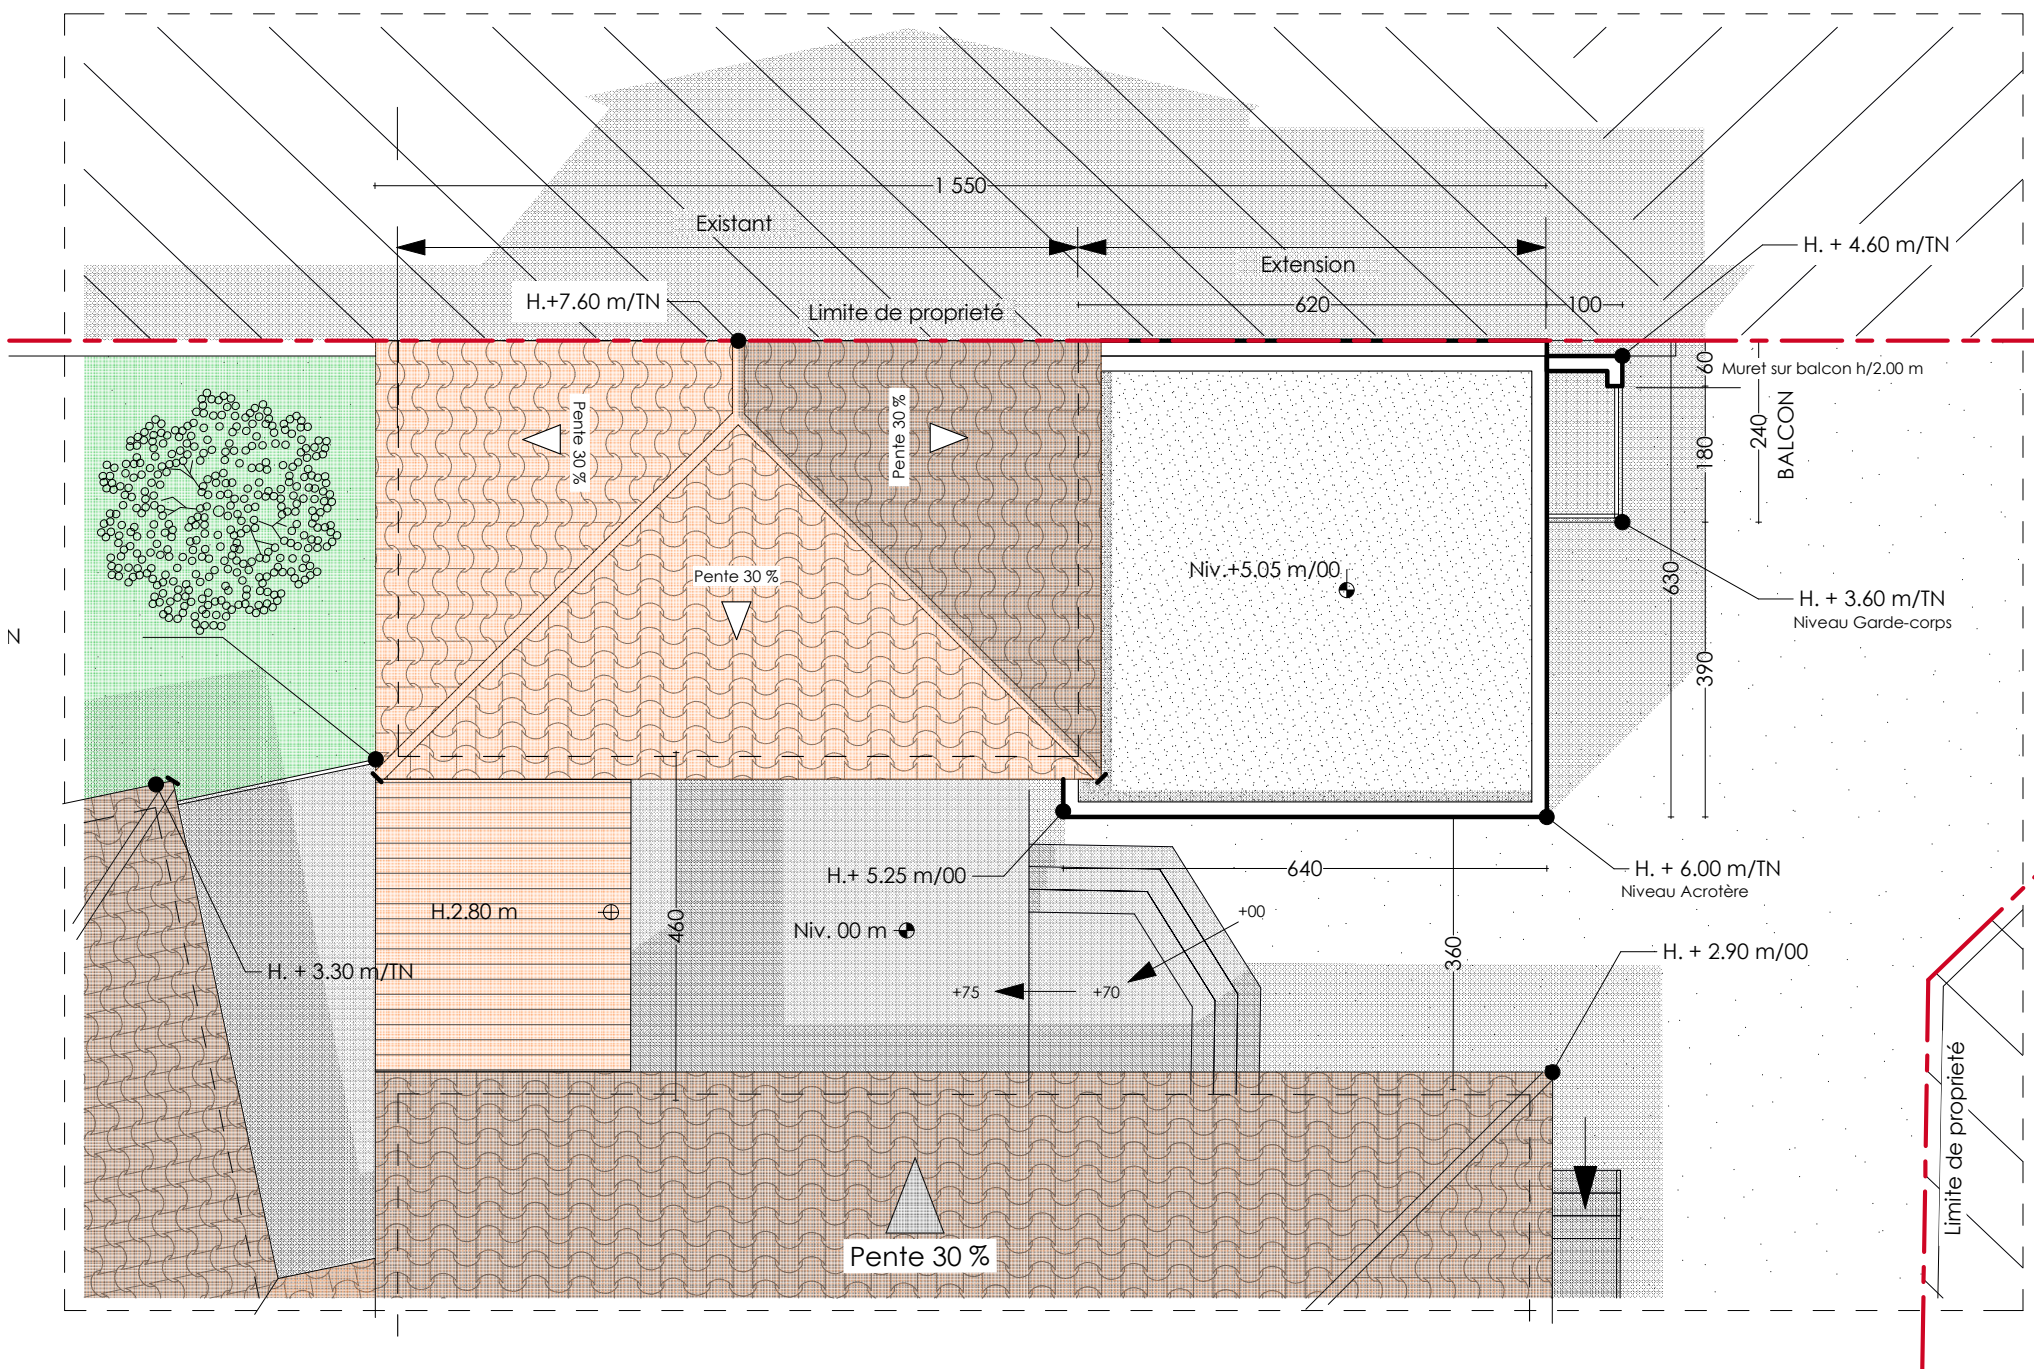 1 550
Existant
H. + 4.60 m/TN
Extension
H.+7.60 m/TN
Limite de proprieté
620
100
60
Muret sur balcon h/2.00 m
Pente 30 %
Pente 30 %
180
240
BALCON
Niv.+5.05 m/00
Pente 30 %
630
H. + 3.60 m/TN
Niveau Garde-corps
N
390
H.+ 5.25 m/00
640
H. + 6.00 m/TN
Niveau Acrotère
H.2.80 m
460
Niv. 00 m
+00
360
H. + 2.90 m/00
H. + 3.30 m/TN
+75
+70
Limite de proprieté
Pente 30 %